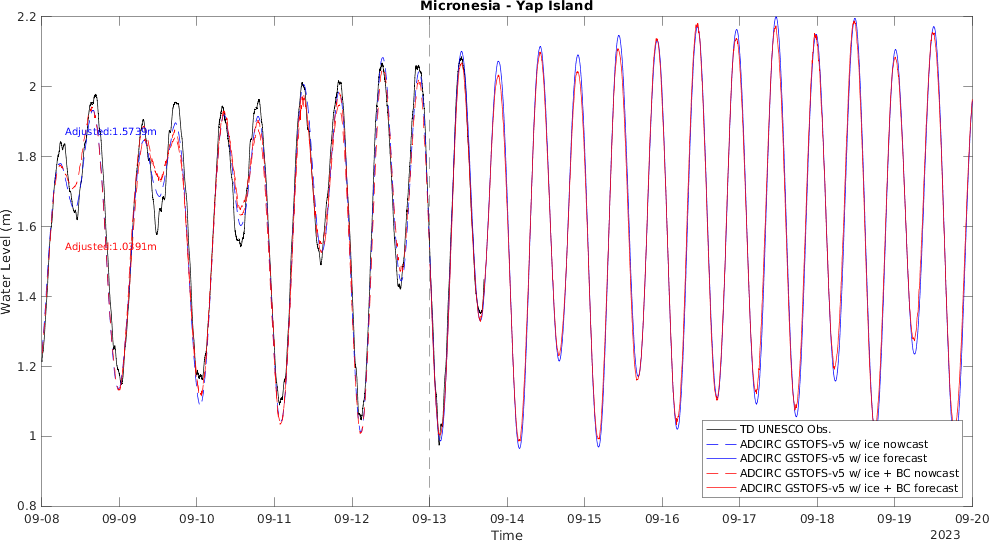 Micronesia - Yap Island
2.2
2
1.8
1.6
1.4
1.2
1
0.8
Water Level (m)
Adjusted:1.5739m
Adjusted:1.0391m
TD UNESCO Obs.
ADCIRC GSTOFS-v5 w/ ice nowcast
ADCIRC GSTOFS-v5 w/ ice forecast
ADCIRC GSTOFS-v5 w/ ice + BC nowcast
ADCIRC GSTOFS-v5 w/ ice + BC forecast
09-08 09-09 09-10 09-11 09-12 09-13 09-14 09-15 09-16 09-17 09-18 09-19 09-20
Time
2023